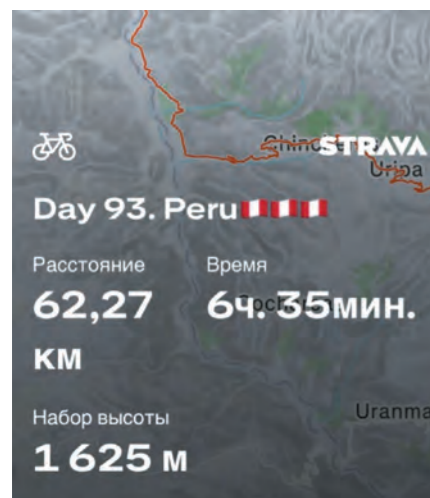 STRAVA
Uripa
Day 93. Peru
Расстояние
Время
62,27
км
6ч. 35мин.
Набор высоты
1 625 м
Uranma